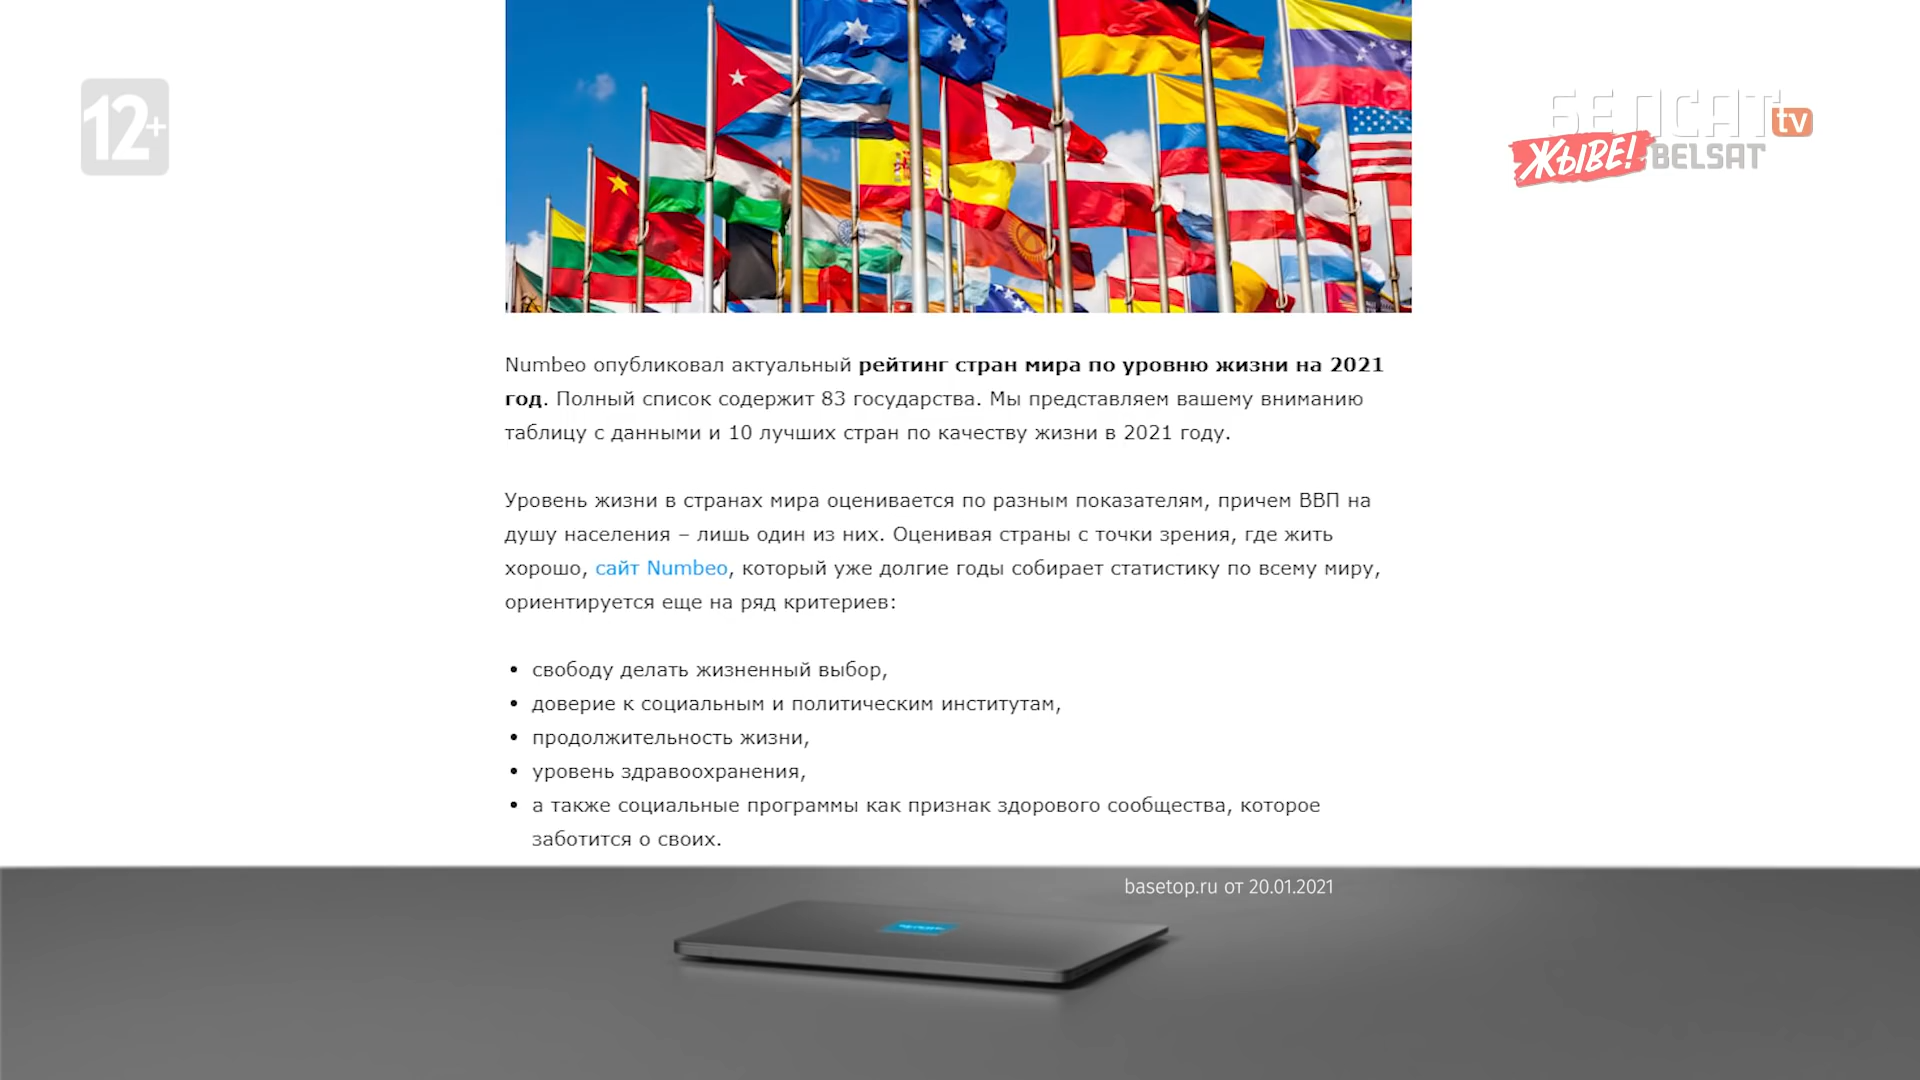 12+
БЕЛСАТ tv
ЖЫВЕ! BELSAT
Numbeo опубликовал актуальный рейтинг стран мира по уровню жизни на 2021
год. Полный список содержит 83 государства. Мы представляем вашему вниманию
таблицу с данными и 10 лучших стран по качеству жизни в 2021 году.
Уровень жизни в странах мира оценивается по разным показателям, причем ВВП на
душу населения – лишь один из них. Оценивая страны с точки зрения, где жить
хорошо, сайт Numbeo, который уже долгие годы собирает статистику по всему миру,
ориентируется еще на ряд критериев:
• свободу делать жизненный выбор,
• доверие к социальным и политическим институтам,
• продолжительность жизни,
• уровень здравоохранения,
• а также социальные программы как признак здорового сообщества, которое
заботится о своих.
basetop.ru от 20.01.2021